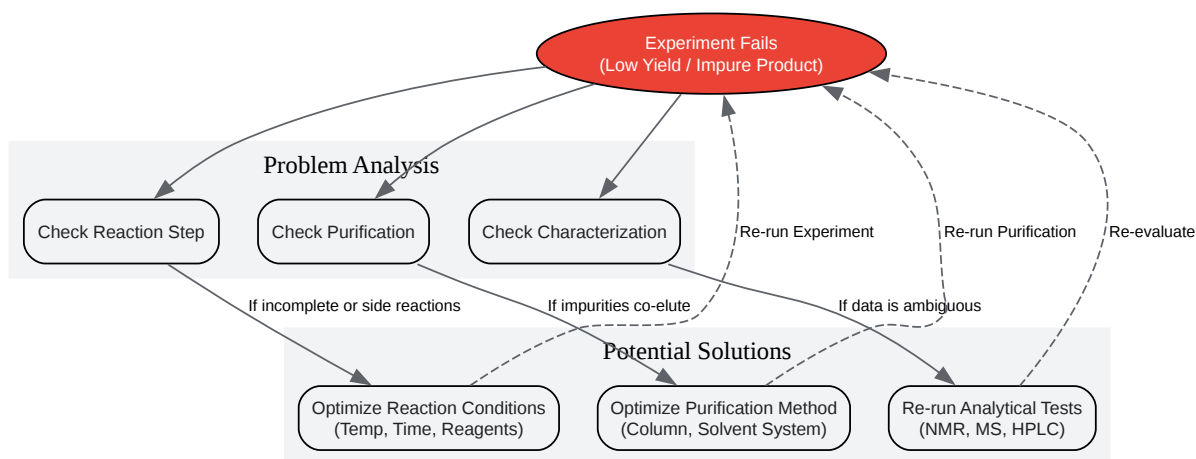 Experiment Fails
(Low Yield / Impure Product)
Problem Analysis
Check Reaction Step
Check Purification
Check Characterization
Re-run Experiment
Re-run Purification
Re-evaluate
If incomplete or side reactions
If impurities co-elute
If data is ambiguous
Potential Solutions
Optimize Reaction Conditions
(Temp, Time, Reagents)
Optimize Purification Method
(Column, Solvent System)
Re-run Analytical Tests
(NMR, MS, HPLC)